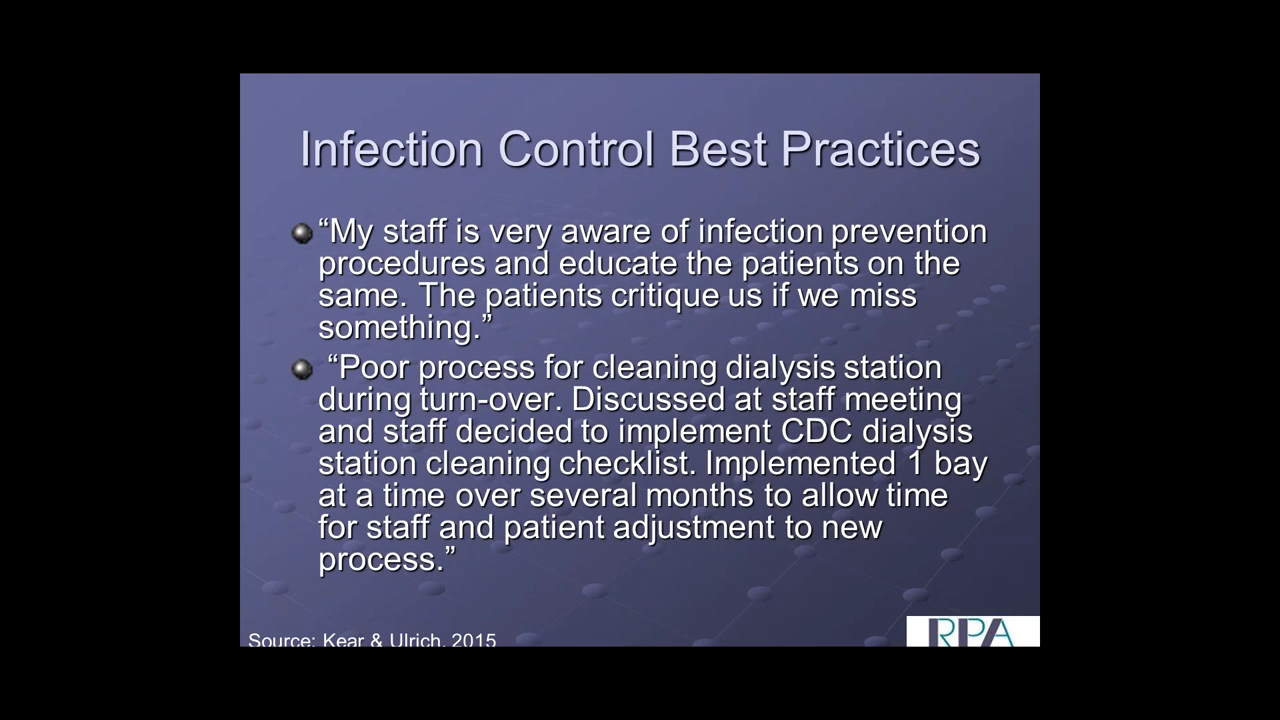 Infection Control Best Practices
“My staff is very aware of infection prevention
procedures and educate the patients on the
same. The patients critique us if we miss
something.”
“Poor process for cleaning dialysis station
during turn-over. Discussed at staff meeting
and staff decided to implement CDC dialysis
station cleaning checklist. Implemented 1 bay
at a time over several months to allow time
for staff and patient adjustment to new
process.”
Source: Kear & Ulrich, 2015
RPA